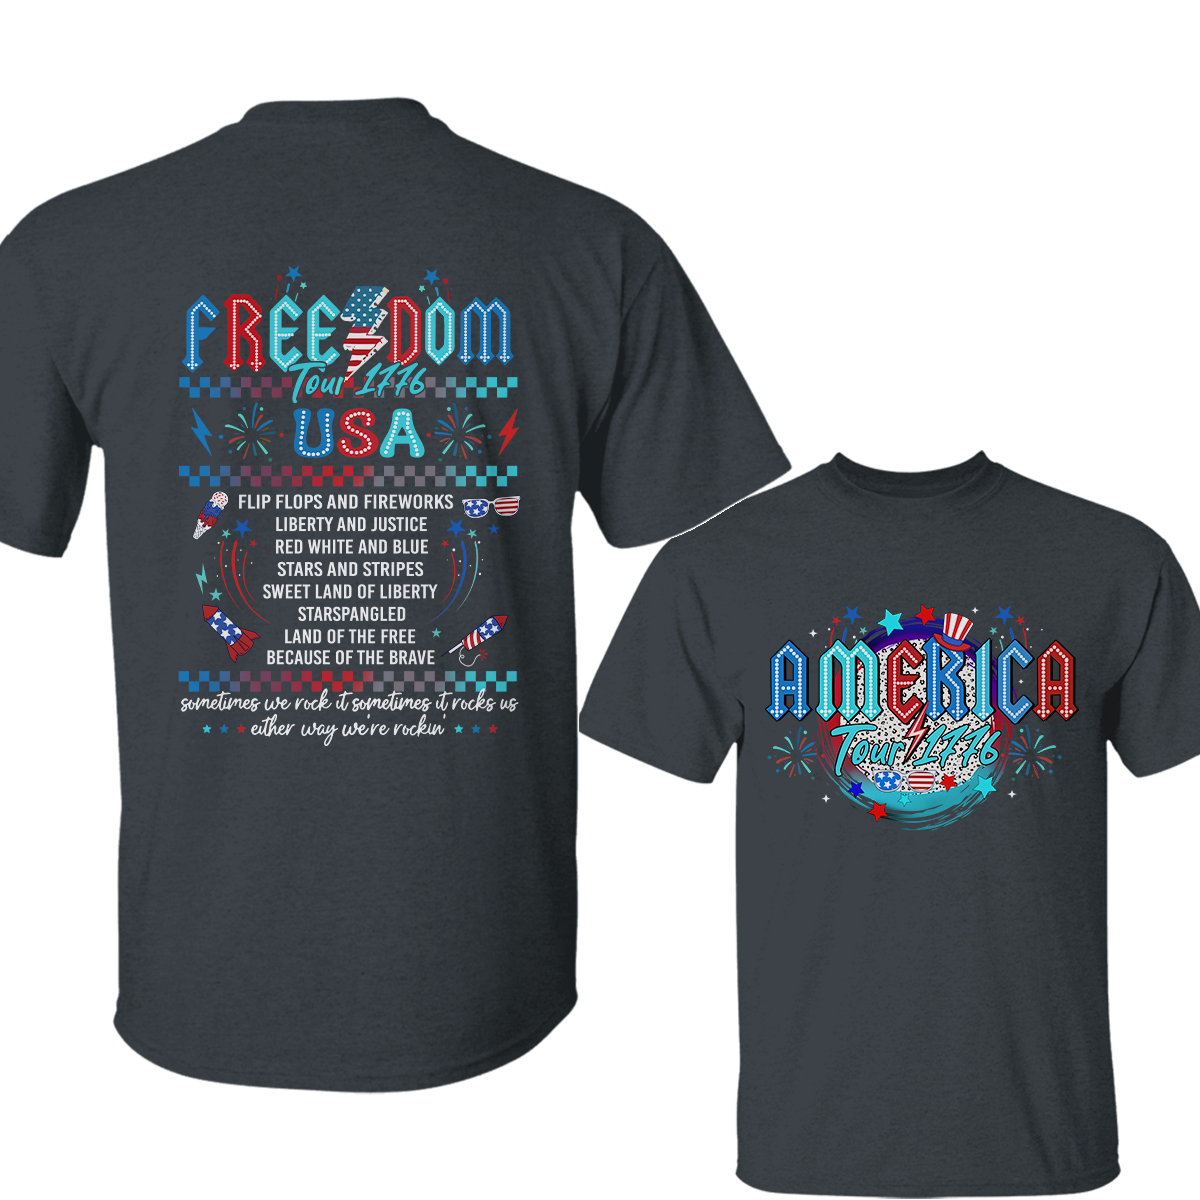 FREEDOM
Tour 1776
USA
FLIP FLOPS AND FIREWORKS
LIBERTY AND JUSTICE
RED WHITE AND BLUE
STARS AND STRIPES
SWEET LAND OF LIBERTY
STARSPANGLED
LAND OF THE FREE
BECAUSE OF THE BRAVE
sometimes we rock it sometimes it rocks us
either way we're rockin'
AMERICA
Tour 1776